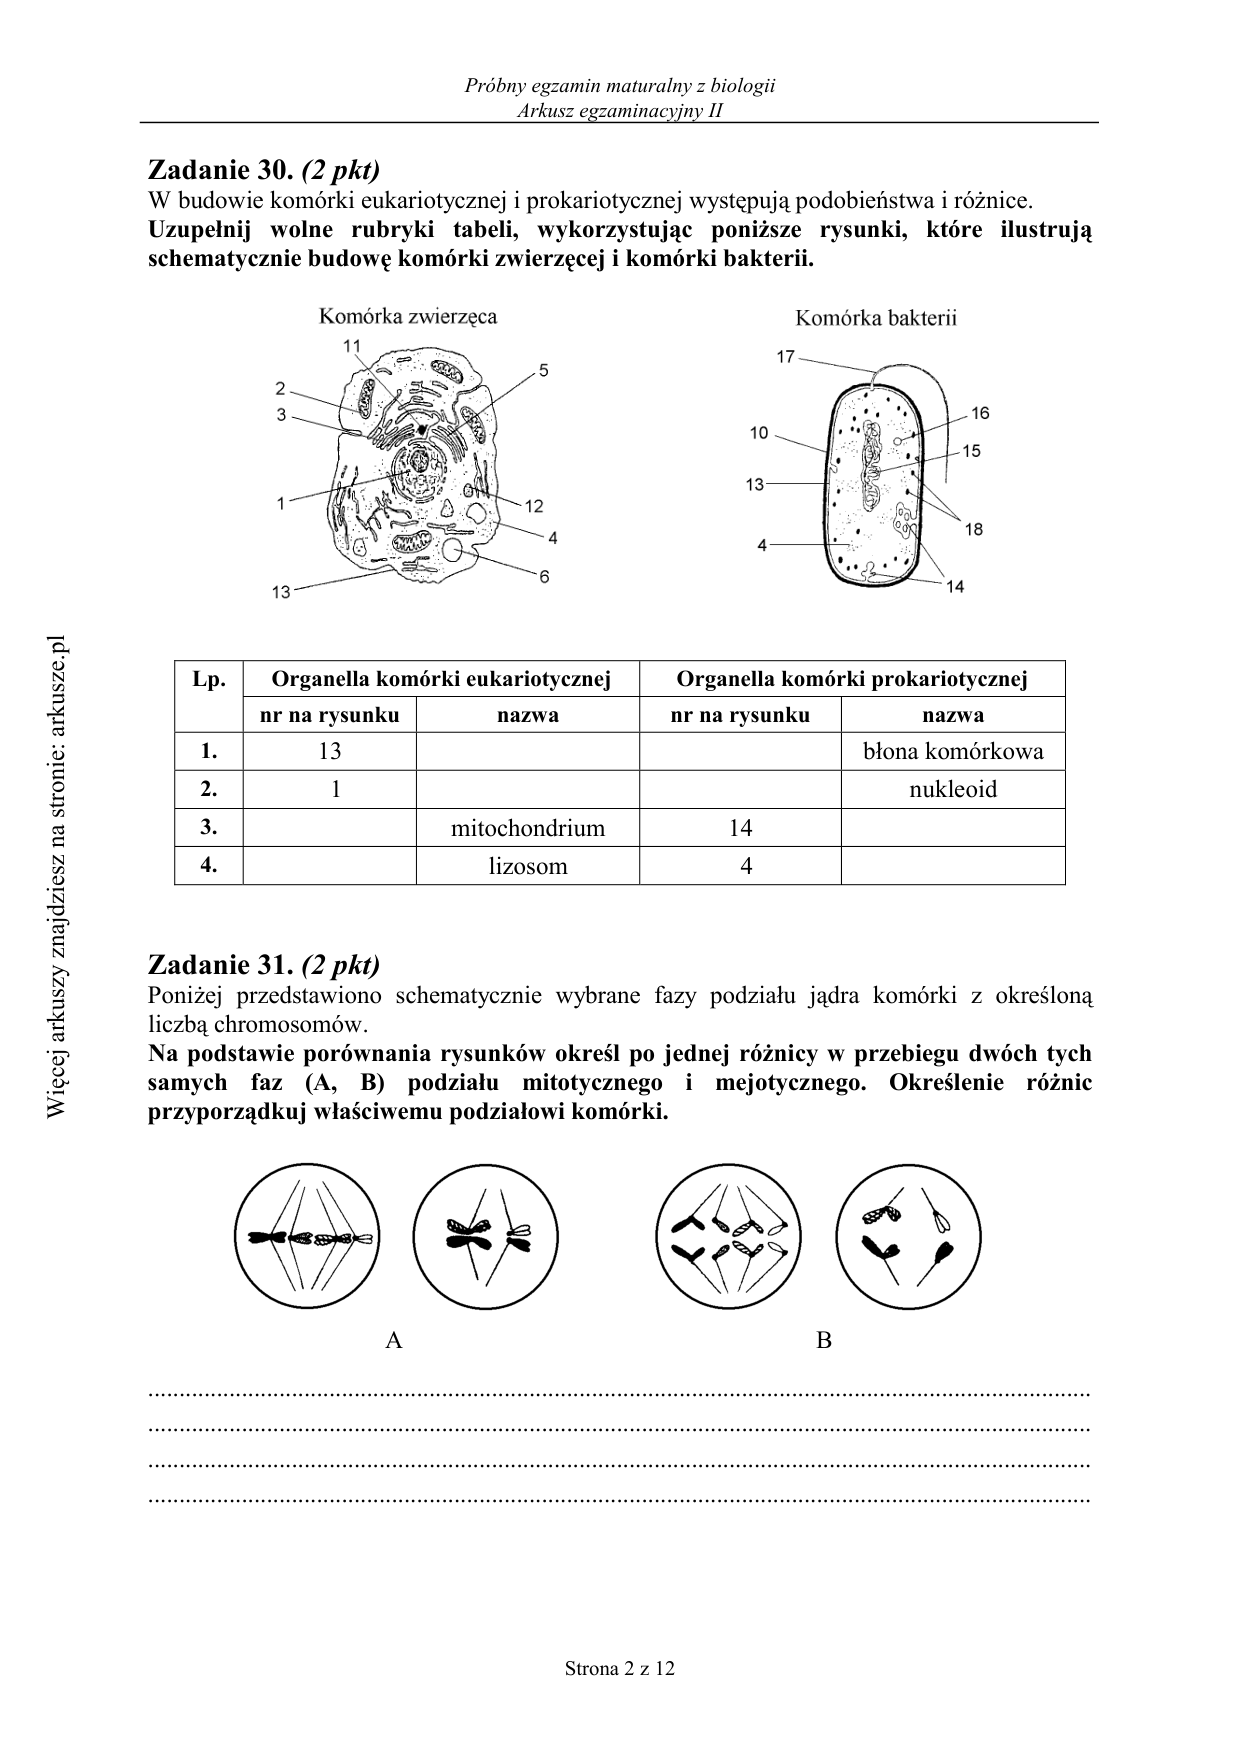 Próbny egzamin maturalny z biologii
Arkusz egzaminacyjny II
Zadanie 30. (2 pkt)
W budowie komórki eukariotycznej i prokariotycznej występują podobieństwa i różnice.
Uzupełnij wolne rubryki tabeli, wykorzystując poniższe rysunki, które ilustrują
schematycznie budowę komórki zwierzęcej i komórki bakterii.
Komórka zwierzęca
11
5
2
3
1
12
4
6
13
Komórka bakterii
17
16
10
15
13
18
4
14
Lp. Organella komórki eukariotycznej Organella komórki prokariotycznej
nr na rysunku nazwa nr na rysunku nazwa
1. 13 błona komórkowa
2. 1 nukleoid
3. mitochondrium 14
4. lizosom 4
Zadanie 31. (2 pkt)
Poniżej przedstawiono schematycznie wybrane fazy podziału jądra komórki z określoną
liczbą chromosomów.
Na podstawie porównania rysunków określ po jednej różnicy w przebiegu dwóch tych
samych faz (A, B) podziału mitotycznego i mejotycznego. Określenie różnic
przyporządkuj właściwemu podziałowi komórki.
A B
Strona 2 z 12
Więcej arkuszy znajdziesz na stronie: arkusze.pl